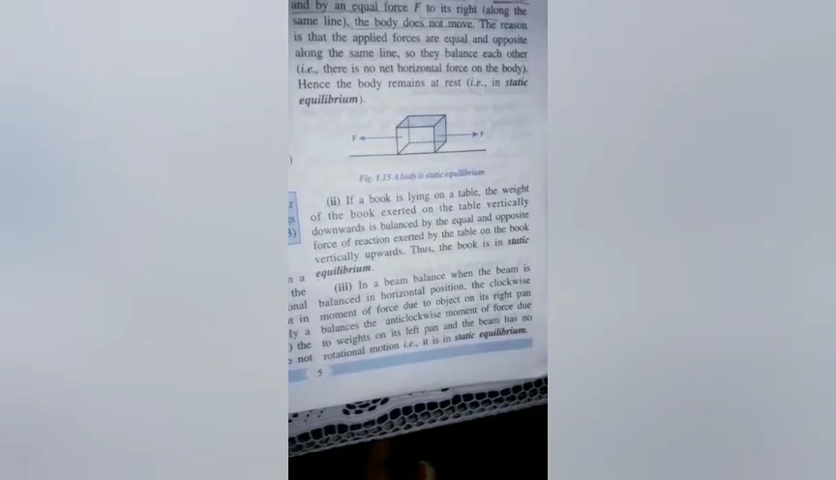 and by an equal force F to its right (along the
same line), the body does not move. The reason
is that the applied forces are equal and opposite
along the same line, so they balance each other
(i.e., there is no net horizontal force on the body).
Hence the body remains at rest (i.e., in static
equilibrium).
F F
)
Fig. 1.15 A body is static equilibrium
(ii) If a book is lying on a table, the weight
of the book exerted on the table vertically
downwards is balanced by the equal and opposite
force of reaction exerted by the table on the book
vertically upwards. Thus, the book is in static
equilibrium.
(iii) In a beam balance when the beam is
balanced in horizontal position, the clockwise
moment of force due to object on its right pan
balances the anticlockwise moment of force due
to weights on its left pan and the beam has no
rotational motion i.e., it is in static equilibrium.
r
s
5)
n a
the
onal
t in
ly a
) the
not
5